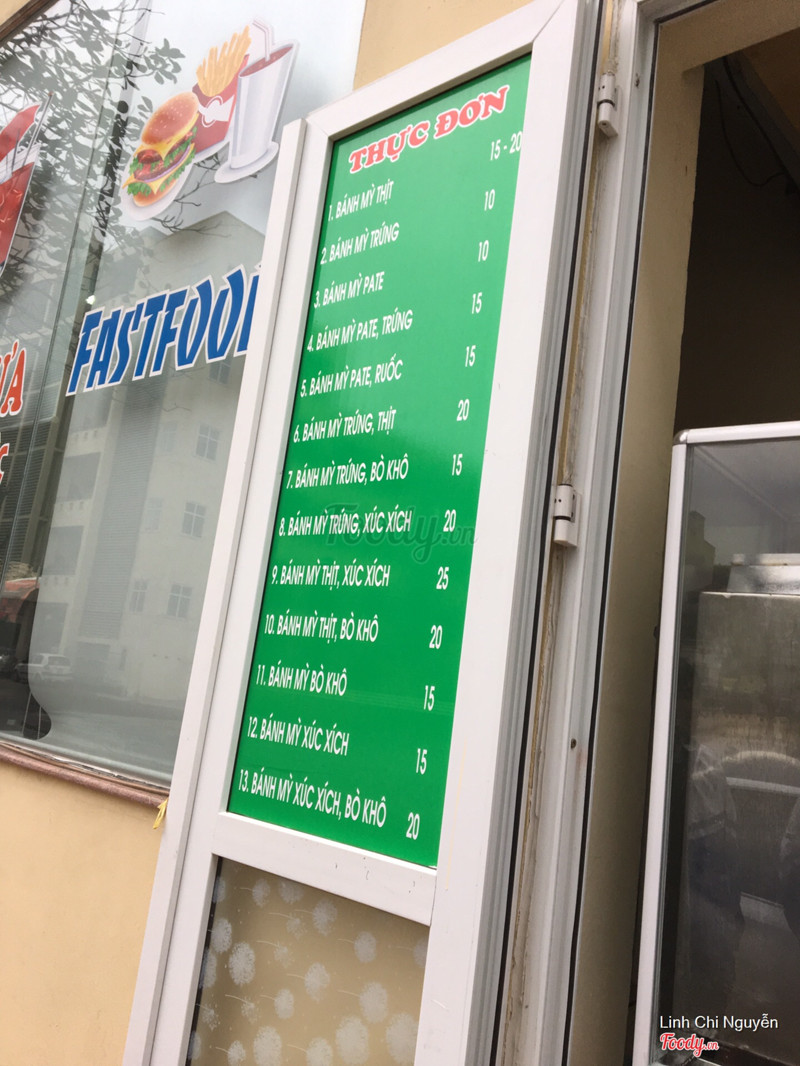 THỰC ĐƠN
1. BÁNH MỲ THỊT 15 - 20
2. BÁNH MỲ TRỨNG 10
3. BÁNH MỲ PATE 10
4. BÁNH MỲ PATE, TRỨNG 15
5. BÁNH MỲ PATE, RUỐC 15
6. BÁNH MỲ TRỨNG, THỊT 20
7. BÁNH MỲ TRỨNG, BÒ KHÔ 15
8. BÁNH MỲ TRỨNG, XÚC XÍCH 20
9. BÁNH MỲ THỊT, XÚC XÍCH 25
10. BÁNH MỲ THỊT, BÒ KHÔ 20
11. BÁNH MỲ BÒ KHÔ 15
12. BÁNH MỲ XÚC XÍCH 15
13. BÁNH MỲ XÚC XÍCH, BÒ KHÔ 20
FASTFOO
Foody.vn
Linh Chi Nguyễn
Foody.vn